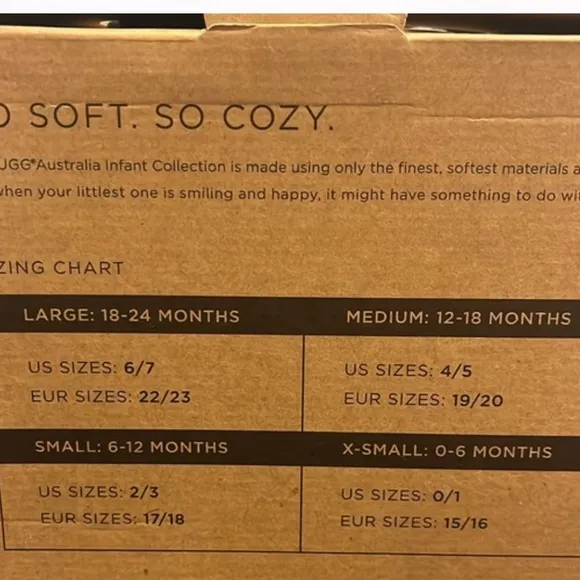 O SOFT. SO COZY.
UGG®Australia Infant Collection is made using only the finest, softest materials a
when your littlest one is smiling and happy, it might have something to do wi
ZING CHART
LARGE: 18-24 MONTHS
MEDIUM: 12-18 MONTHS
US SIZES: 6/7
EUR SIZES: 22/23
US SIZES: 4/5
EUR SIZES: 19/20
SMALL: 6-12 MONTHS
X-SMALL: 0-6 MONTHS
US SIZES: 2/3
EUR SIZES: 17/18
US SIZES: 0/1
EUR SIZES: 15/16